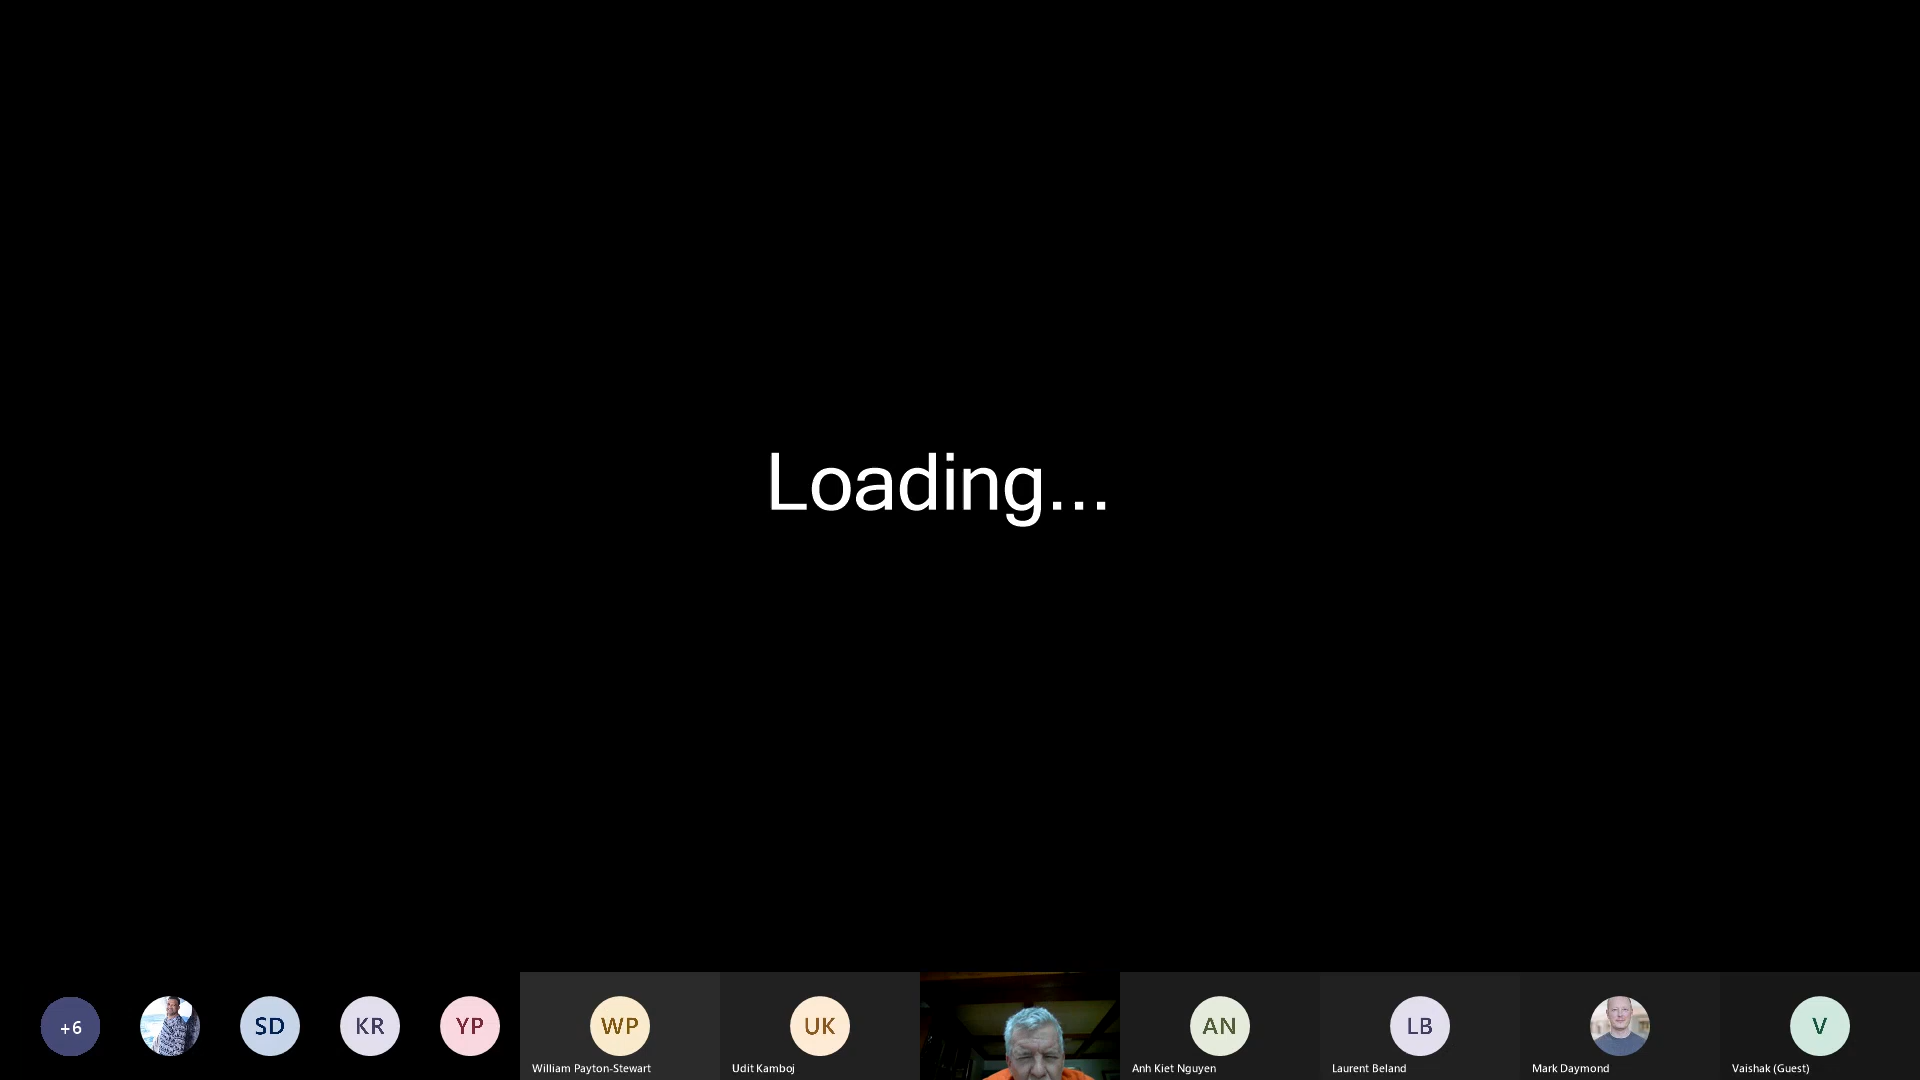 Loading...
+6
SD
KR
YP
WP
William Payton-Stewart
UK
Udit Kamboj
AN
Anh Kiet Nguyen
LB
Laurent Beland
Mark Daymond
V
Vaishak (Guest)